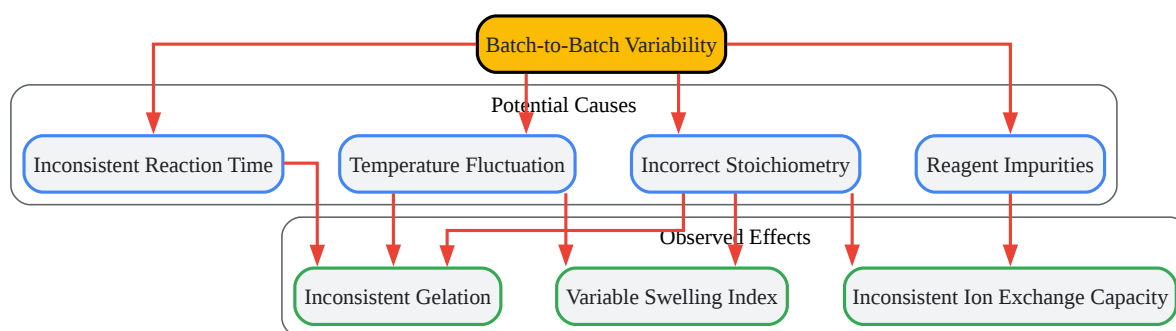 Batch-to-Batch Variability
Potential Causes
Inconsistent Reaction Time
Temperature Fluctuation
Incorrect Stoichiometry
Reagent Impurities
Observed Effects
Inconsistent Gelation
Variable Swelling Index
Inconsistent Ion Exchange Capacity